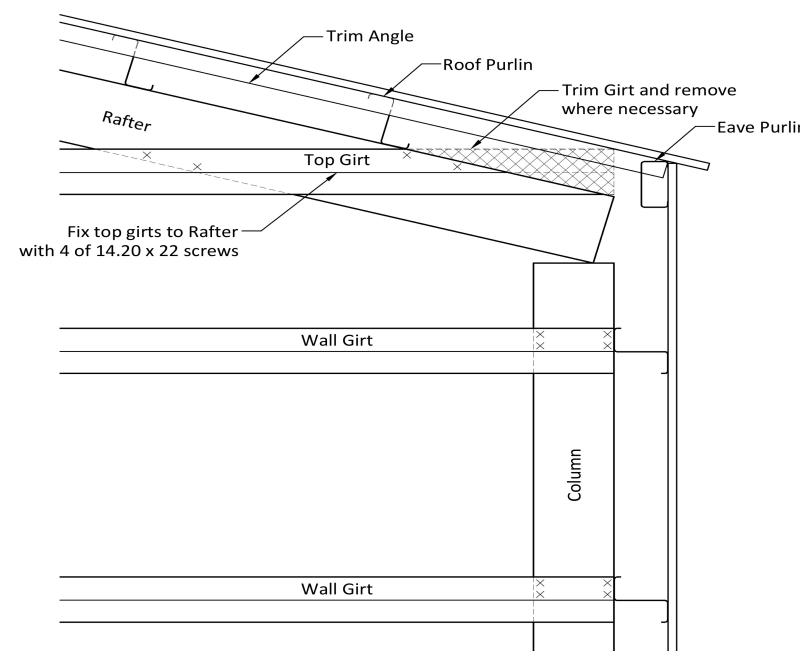 Trim Angle
Roof Purlin
Trim Girt and remove
where necessary
Eave Purlin
Rafter
Top Girt
Fix top girts to Rafter
with 4 of 14.20 x 22 screws
Wall Girt
Column
Wall Girt